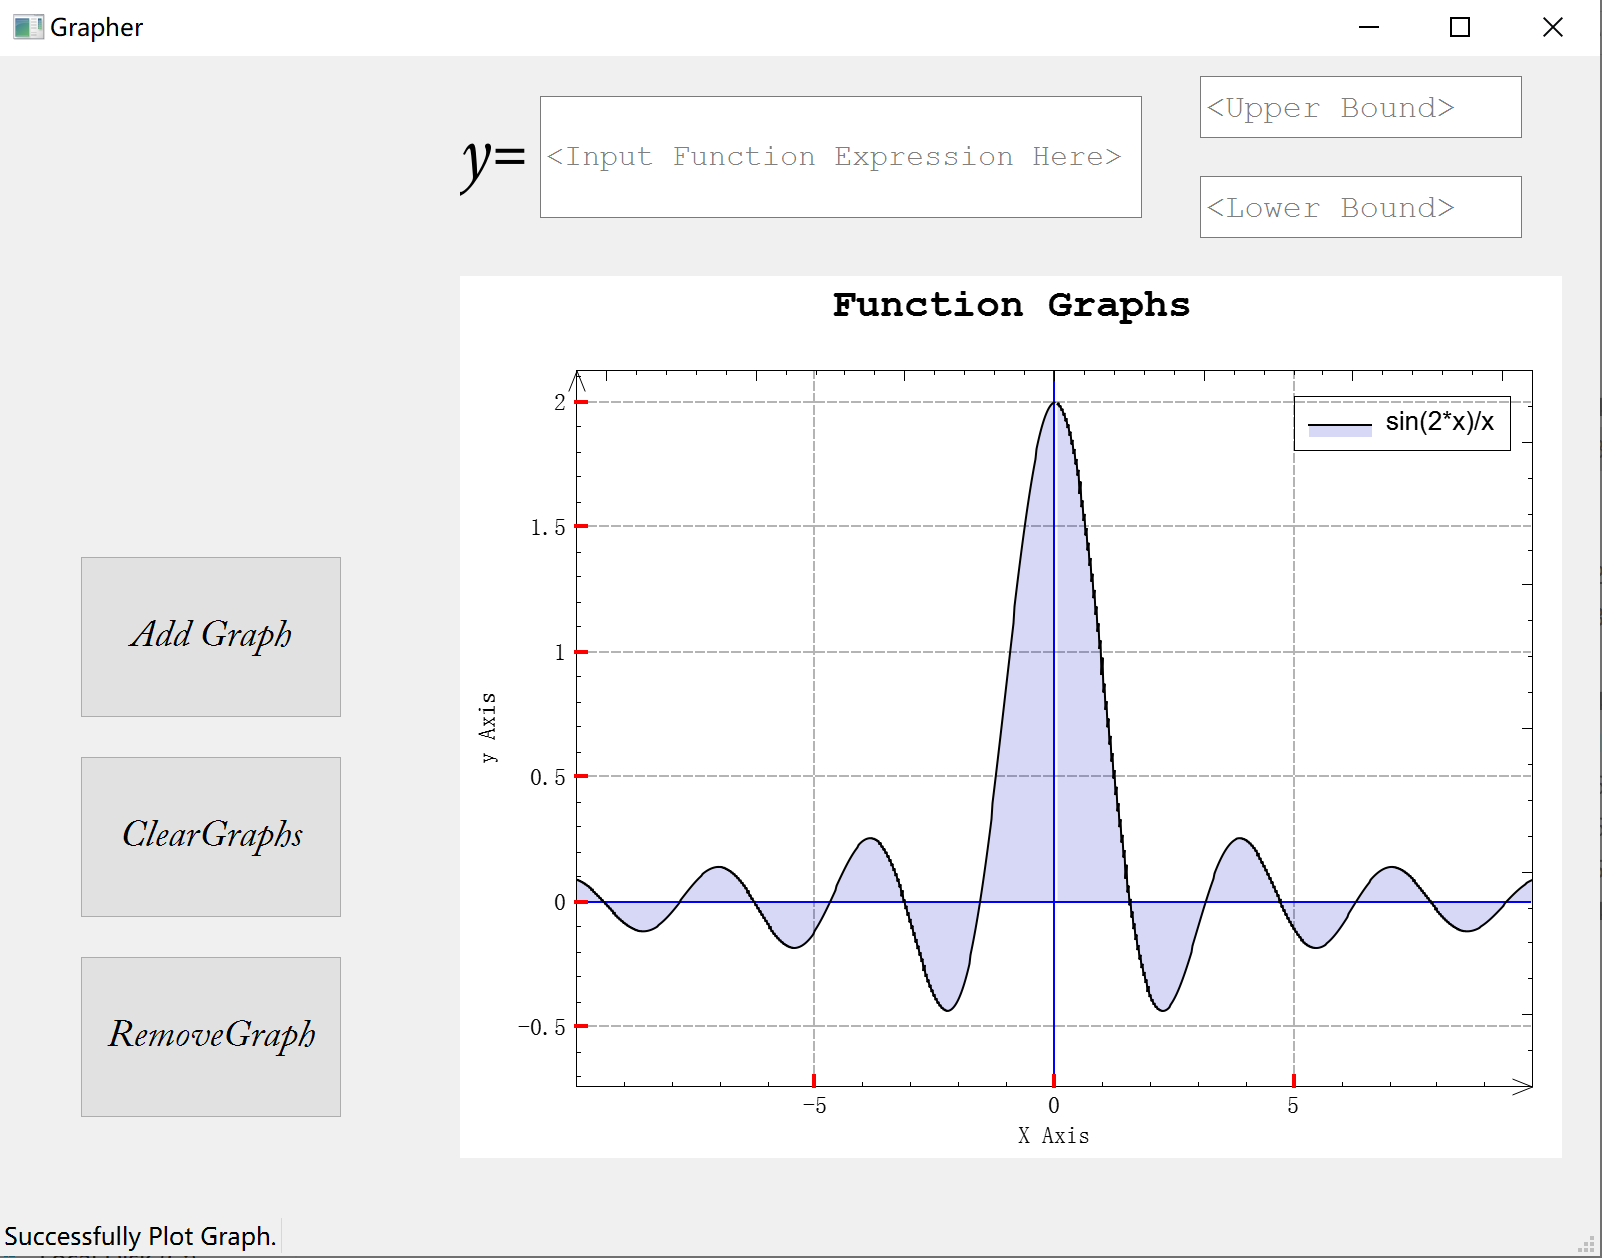 Grapher
y=
<Input Function Expression Here>
<Upper Bound>
<Lower Bound>
Function Graphs
sin(2*x)/x
2
1.5
1
0.5
0
-0.5
y Axis
-5
0
5
X Axis
Add Graph
ClearGraphs
RemoveGraph
Successfully Plot Graph.